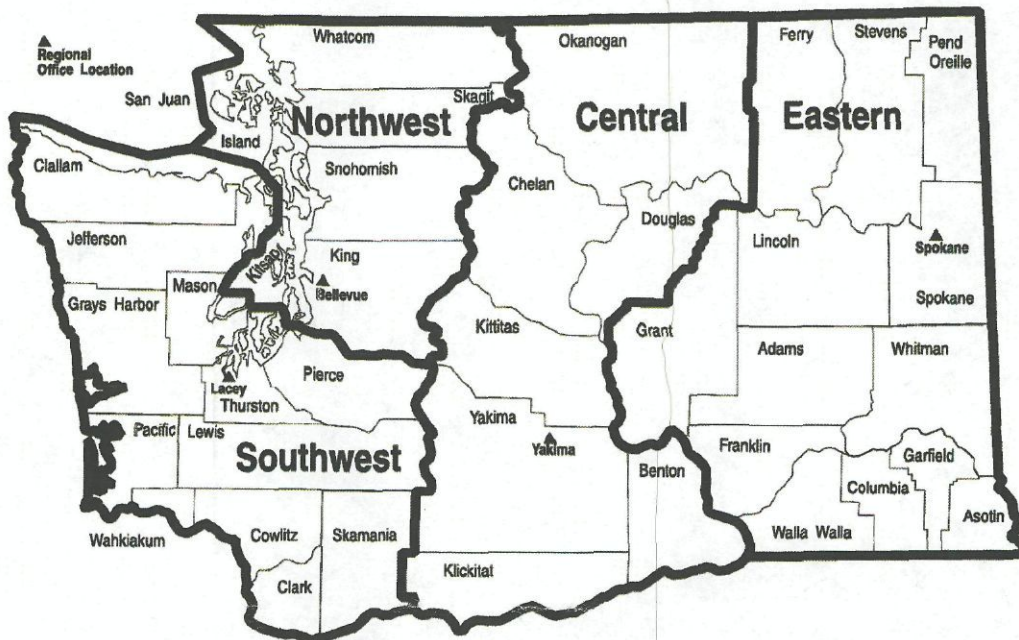 Regional
Office Location
San Juan
Whatcom
Skagit
Northwest
Island
Snohomish
King
Kitsap
Bellevue
Okanogan
Central
Chelan
Douglas
Kittitas
Yakima
Yakima
Benton
Klickitat
Ferry
Stevens
Pend
Oreille
Eastern
Lincoln
Spokane
Spokane
Grant
Adams
Whitman
Franklin
Garfield
Columbia
Walla Walla
Asotin
Clallam
Jefferson
Mason
Grays Harbor
Pierce
Lacey
Thurston
Pacific
Lewis
Southwest
Wahkiakum
Cowlitz
Skamania
Clark